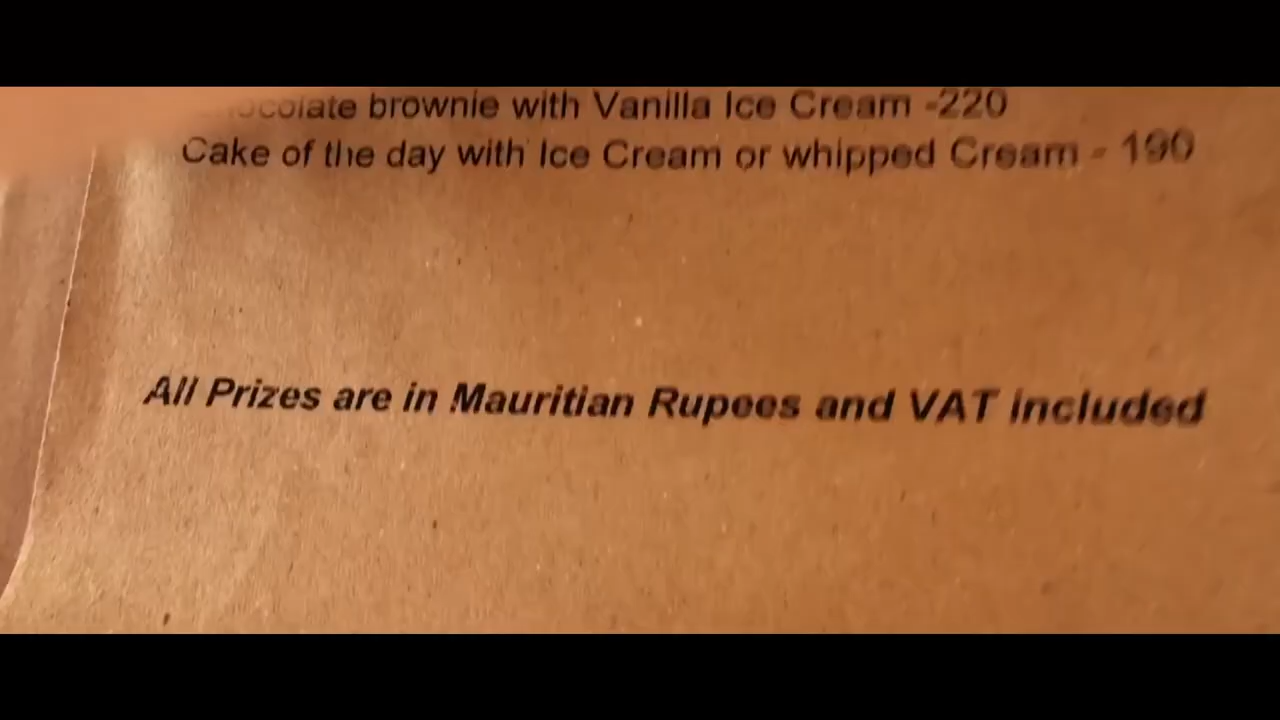 brownie with Vanilla Ice Cream -220
Cake of the day with Ice Cream or whipped Cream - 190
All Prizes are in Mauritian Rupees and VAT included